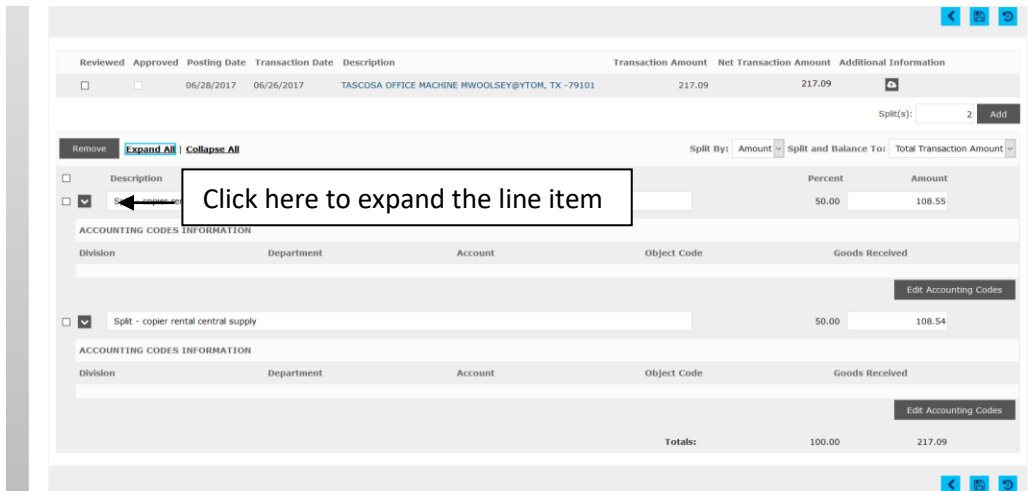 Reviewed Approved Posting Date Transaction Date Description Transaction Amount Net Transaction Amount Additional Information
06/28/2017 06/26/2017 TASCOSA OFFICE MACHINE MWOOLSEY@YTOM, TX -79101 217.09 217.09
Split(s): 2 Add
Remove Expand All | Collapse All Split By: Amount Split and Balance To: Total Transaction Amount
Description Percent Amount
Click here to expand the line item
50.00 108.55
ACCOUNTING CODES INFORMATION
Division Department Account Object Code Goods Received
Edit Accounting Codes
Split - copier rental central supply 50.00 108.54
ACCOUNTING CODES INFORMATION
Division Department Account Object Code Goods Received
Edit Accounting Codes
Totals: 100.00 217.09